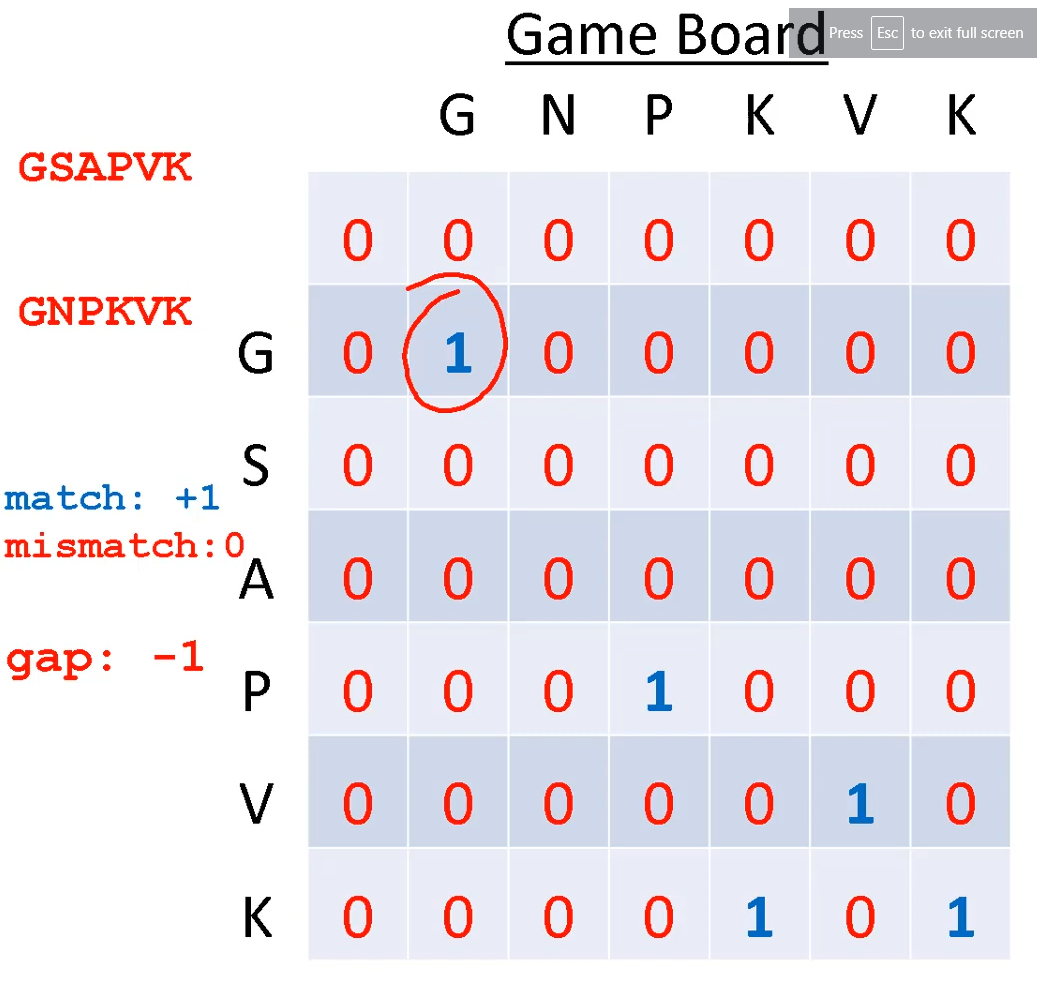 Game Board
Press Esc to exit full screen
G N P K V K
GSAPVK
0 0 0 0 0 0 0
GNPKVK
G 0 1 0 0 0 0 0
S 0 0 0 0 0 0 0
match: +1
mismatch:0
A 0 0 0 0 0 0 0
gap: -1
P 0 0 0 1 0 0 0
V 0 0 0 0 0 1 0
K 0 0 0 0 1 0 1